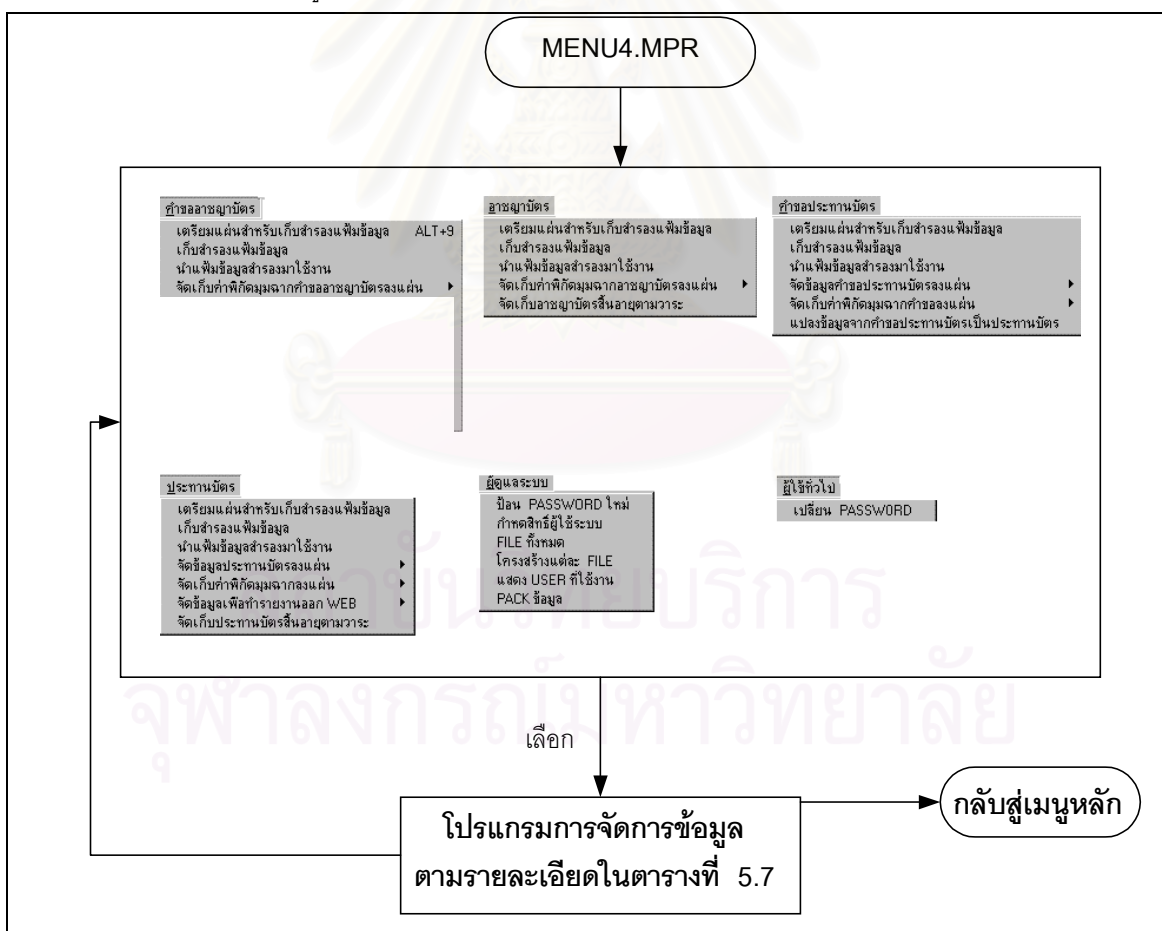 MENU4.MPR
คำขออาชญาบัตร
เตรียมแผ่นสำหรับเก็บสำรองแฟ้มข้อมูล ALT+9
เก็บสำรองแฟ้มข้อมูล
นำแฟ้มข้อมูลสำรองมาใช้งาน
จัดเก็บค่าพิกัดมุมฉากคำขออาชญาบัตรลงแผ่น
อาชญาบัตร
เตรียมแผ่นสำหรับเก็บสำรองแฟ้มข้อมูล
เก็บสำรองแฟ้มข้อมูล
นำแฟ้มข้อมูลสำรองมาใช้งาน
จัดเก็บค่าพิกัดมุมฉากอาชญาบัตรลงแผ่น
จัดเก็บอาชญาบัตรสิ้นอายุตามวาระ
คำขอประทานบัตร
เตรียมแผ่นสำหรับเก็บสำรองแฟ้มข้อมูล
เก็บสำรองแฟ้มข้อมูล
นำแฟ้มข้อมูลสำรองมาใช้งาน
จัดข้อมูลคำขอประทานบัตรลงแผ่น
จัดเก็บค่าพิกัดมุมฉากคำขอลงแผ่น
แปลงข้อมูลจากคำขอประทานบัตรเป็นประทานบัตร
ประทานบัตร
เตรียมแผ่นสำหรับเก็บสำรองแฟ้มข้อมูล
เก็บสำรองแฟ้มข้อมูล
นำแฟ้มข้อมูลสำรองมาใช้งาน
จัดข้อมูลประทานบัตรลงแผ่น
จัดเก็บค่าพิกัดมุมฉากลงแผ่น
จัดข้อมูลเพื่อทำรายงานออก WEB
จัดเก็บประทานบัตรสิ้นอายุตามวาระ
ผู้ดูแลระบบ
ป้อน PASSWORD ใหม่
กำหดสิทธิ์ผู้ใช้ระบบ
FILE ทั้งหมด
โครงสร้างแต่ละ FILE
แสดง USER ที่ใช้งาน
PACK ข้อมูล
ผู้ใช้ทั่วไป
เปลี่ยน PASSWORD
สถาบันวิทยบริการ
จุฬาลงกรณ์มหาวิทยาลัย
เลือก
โปรแกรมการจัดการข้อมูล
ตามรายละเอียดในตารางที่ 5.7
กลับสู่เมนูหลัก